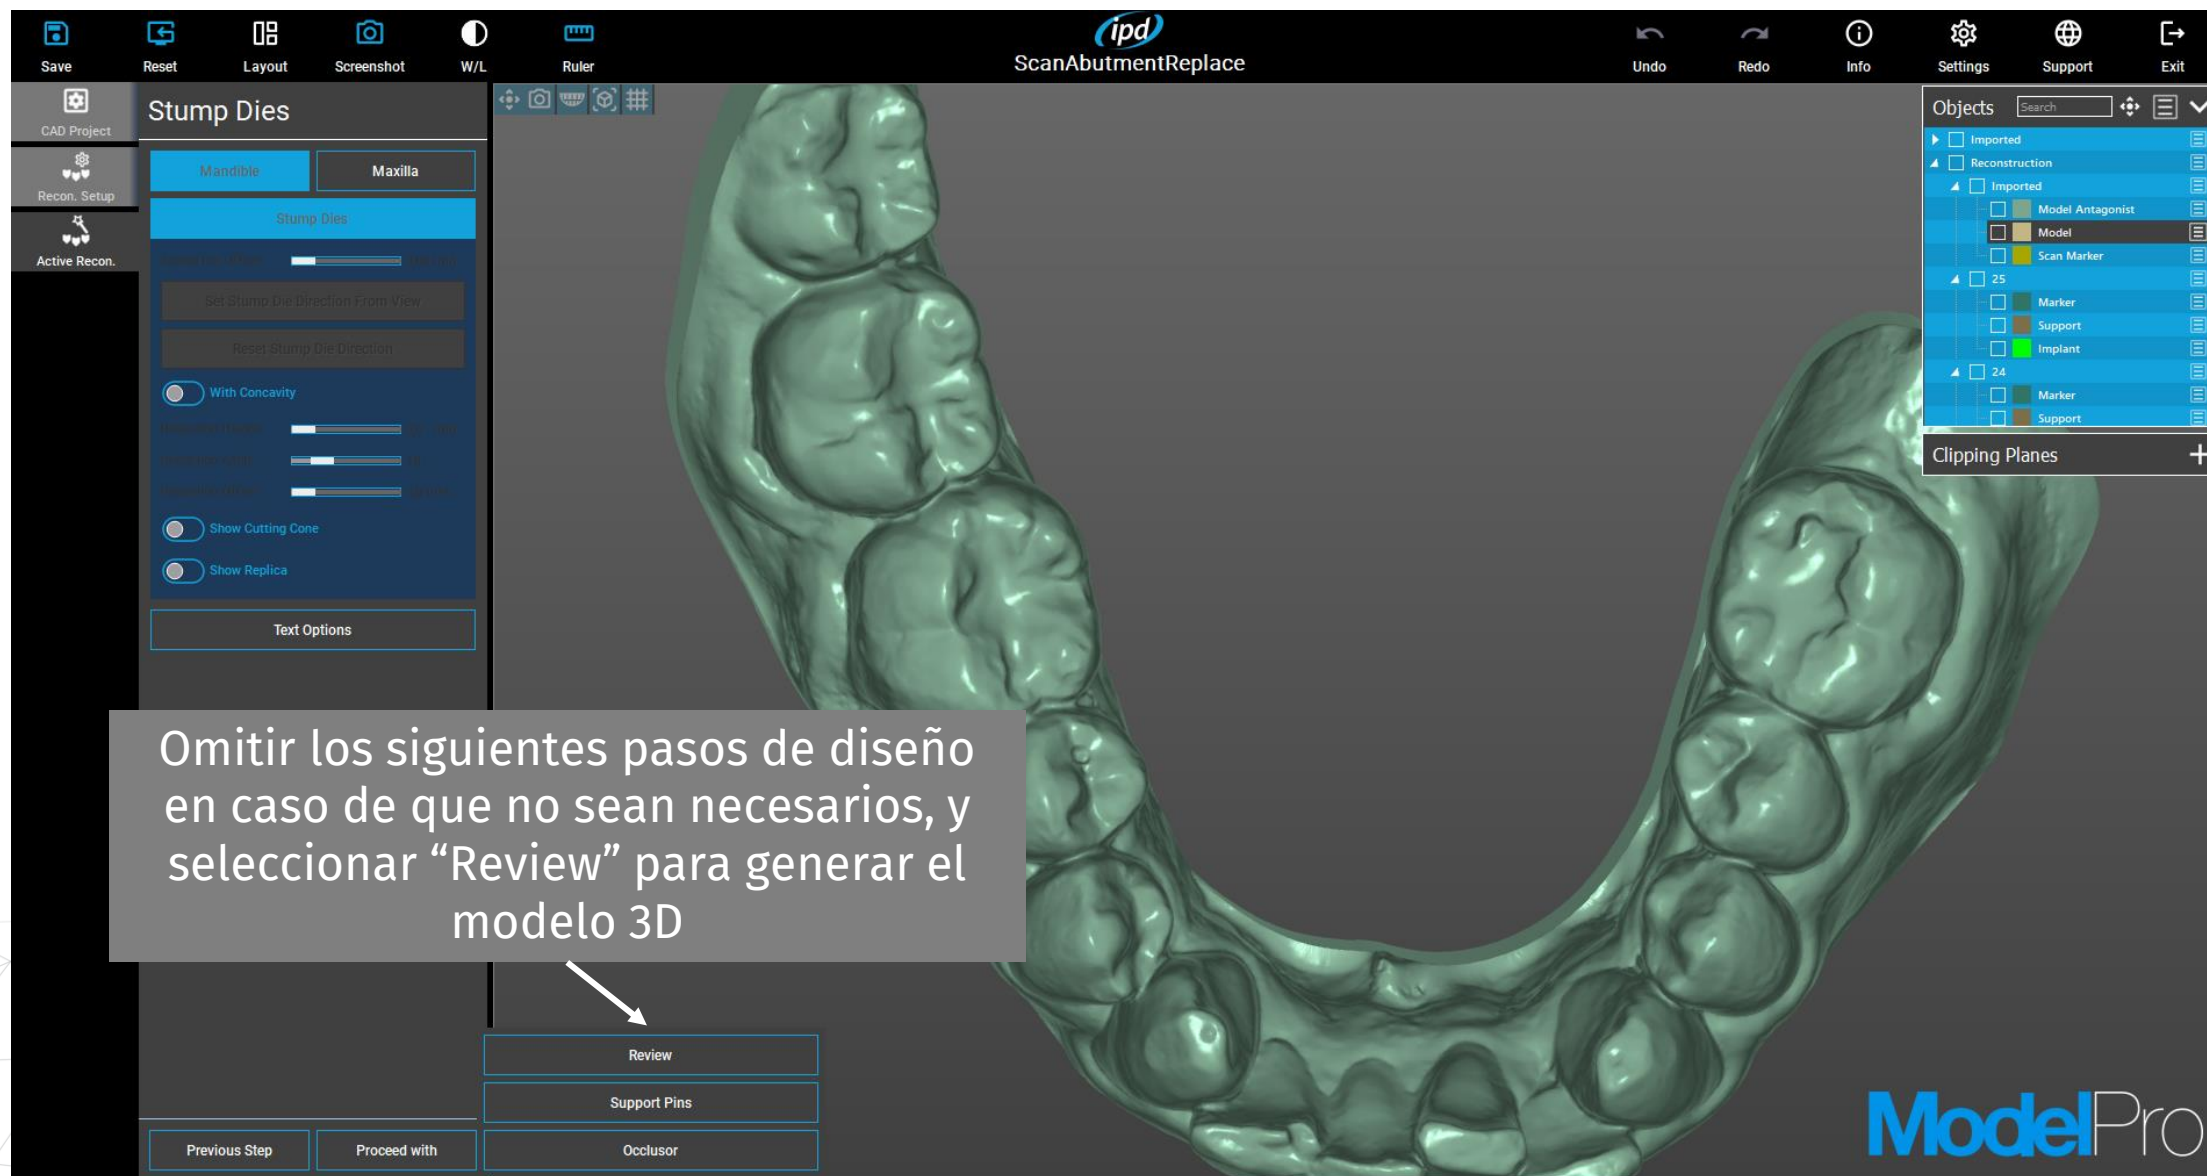 Save
Reset
Layout
Screenshot
W/L
Ruler
ipd
ScanAbutmentReplace
Undo
Redo
Info
Settings
Support
Exit
CAD Project
Recon. Setup
Active Recon.
Stump Dies
Mandible
Maxilla
Stump Dies
Set Stump Die Direction From View
Reset Stump Die Direction
With Concavity
Show Cutting Cone
Show Replica
Text Options
Objects
Search
Imported
Reconstruction
Imported
Model Antagonist
Model
Scan Marker
25
Marker
Support
Implant
24
Marker
Support
Clipping Planes
Omitir los siguientes pasos de diseño
en caso de que no sean necesarios, y
seleccionar “Review” para generar el
modelo 3D
Review
Support Pins
Previous Step
Proceed with
Occlusor
ModelPro